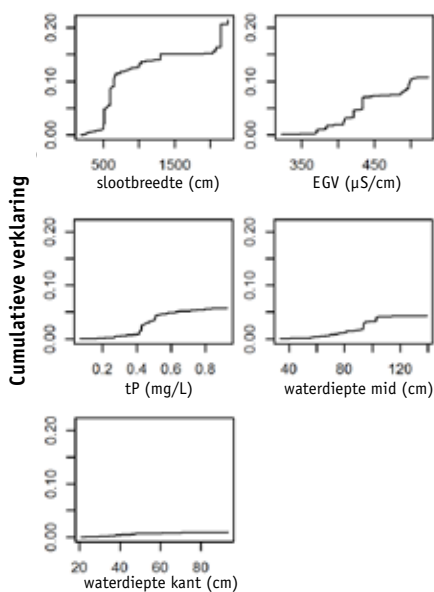 Cumulatieve verklaring
0.00 0.10 0.20
500 1500
slootbreedte (cm)
0.00 0.10 0.20
350 450
EGV (µS/cm)
0.00 0.10 0.20
0.2 0.4 0.6 0.8
tP (mg/L)
0.00 0.10 0.20
40 80 120
waterdiepte mid (cm)
0.00 0.10 0.20
20 40 60 80
waterdiepte kant (cm)